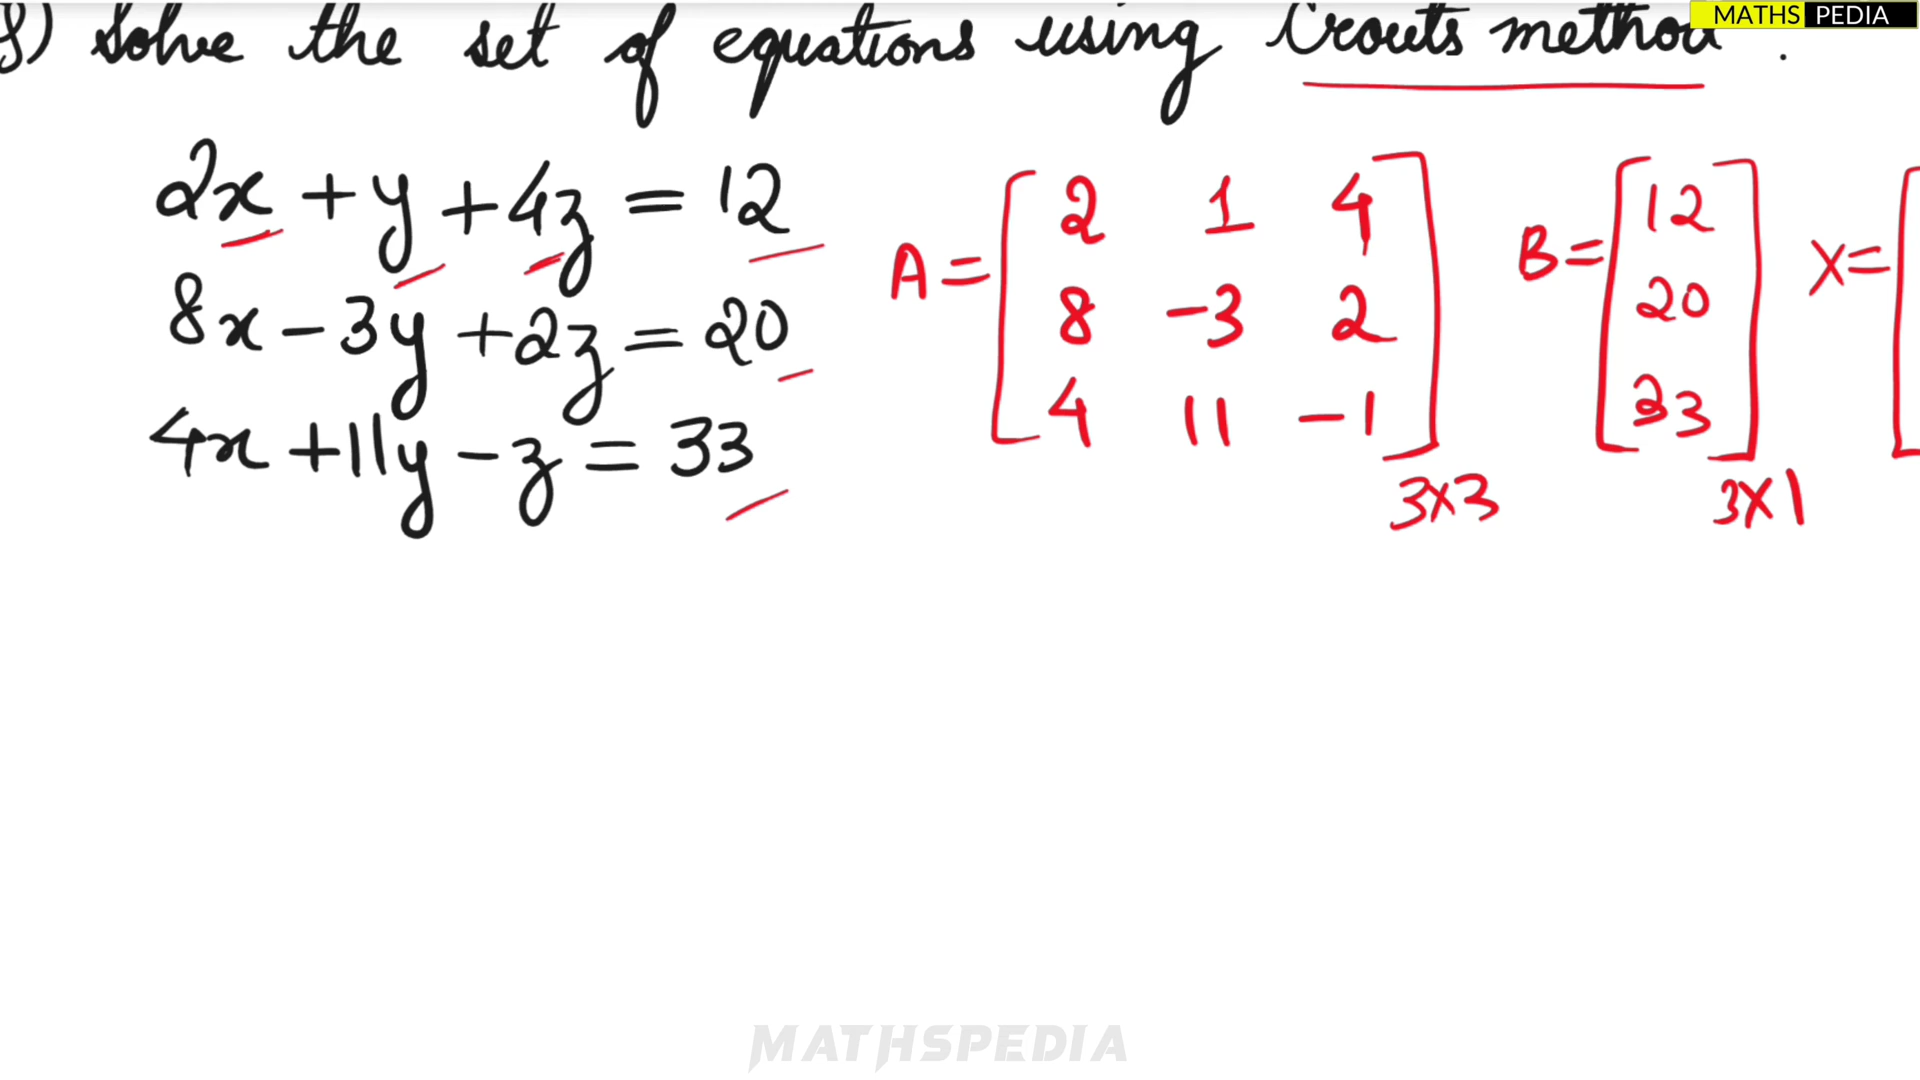 Solve the set of equations using Crouts method.
MATHS PEDIA
2x + y + 4z = 12
8x - 3y + 2z = 20
4x + 11y - z = 33
A = [ 2 1 4
8 -3 2
4 11 -1 ] 3x3
B = [ 12
20
33 ] 3x1
X = [
MATHSPEDIA